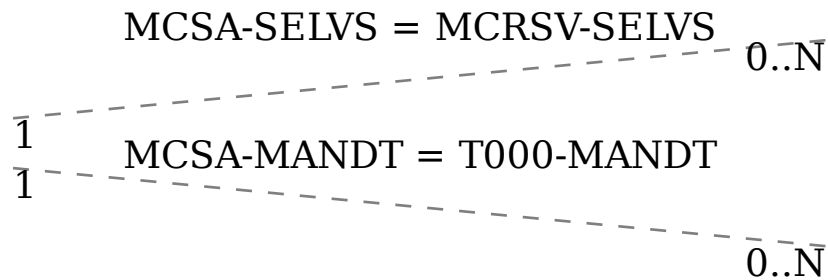 MCSA-SELVS = MCRSV-SELVS
0..N
1
MCSA-MANDT = T000-MANDT
1
0..N